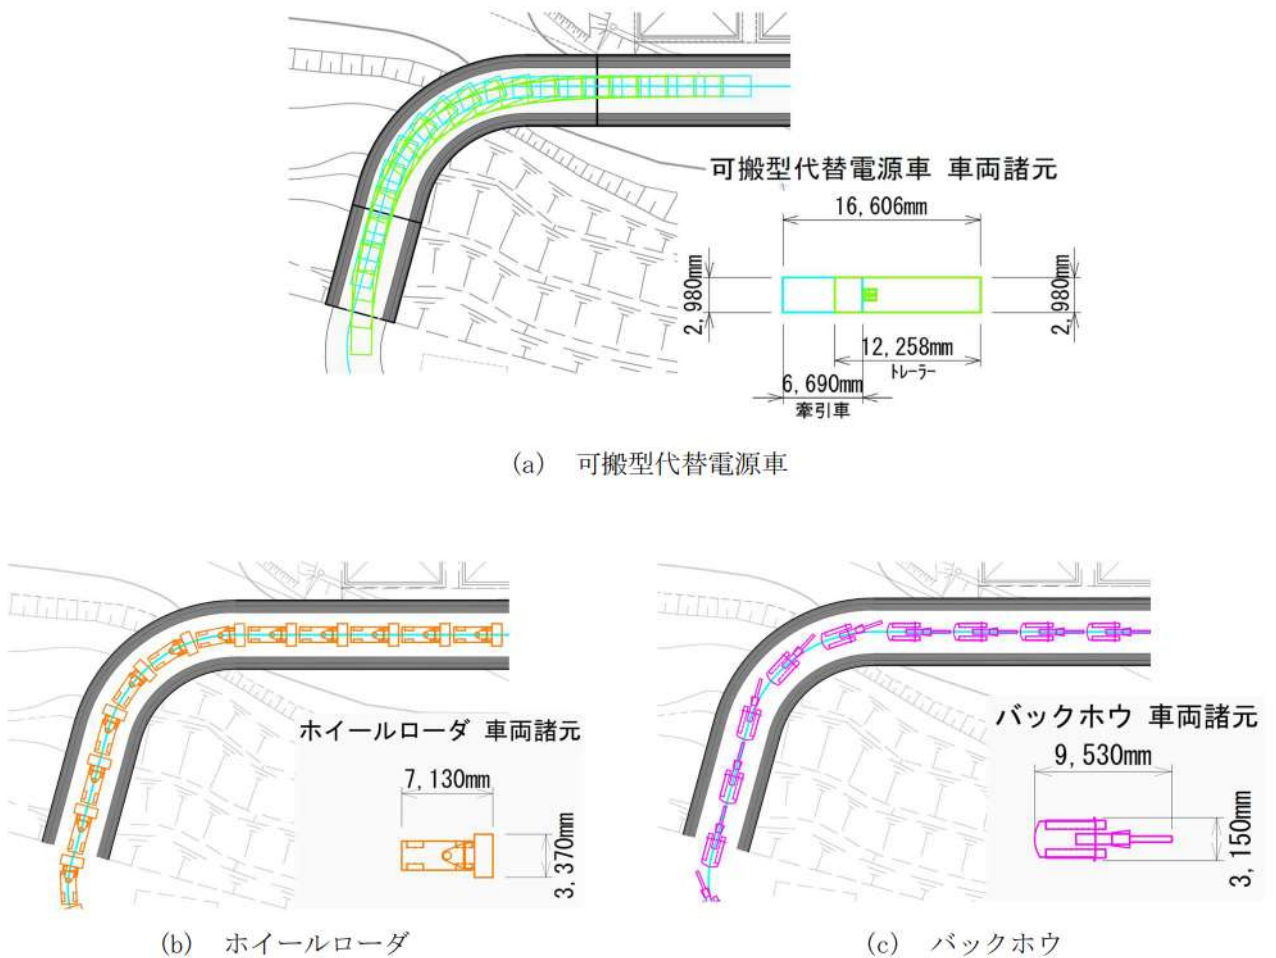 可搬型代替電源車 車両諸元
16,606mm
2,980mm
2,980mm
12,258mm
トレーラー
6,690mm
牽引車
(a) 可搬型代替電源車
ホイールローダ 車両諸元
7,130mm
3,370mm
(b) ホイールローダ
バックホウ 車両諸元
9,530mm
3,150mm
(c) バックホウ